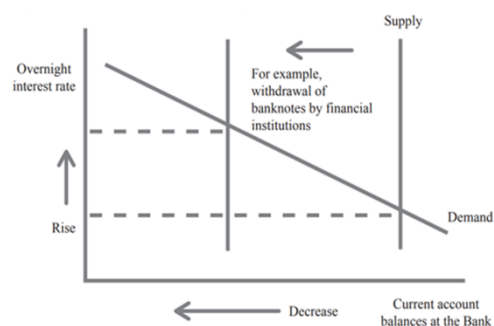 Supply
Overnight
interest rate
For example,
withdrawal of
banknotes by financial
institutions
Demand
Rise
Decrease
Current account
balances at the Bank